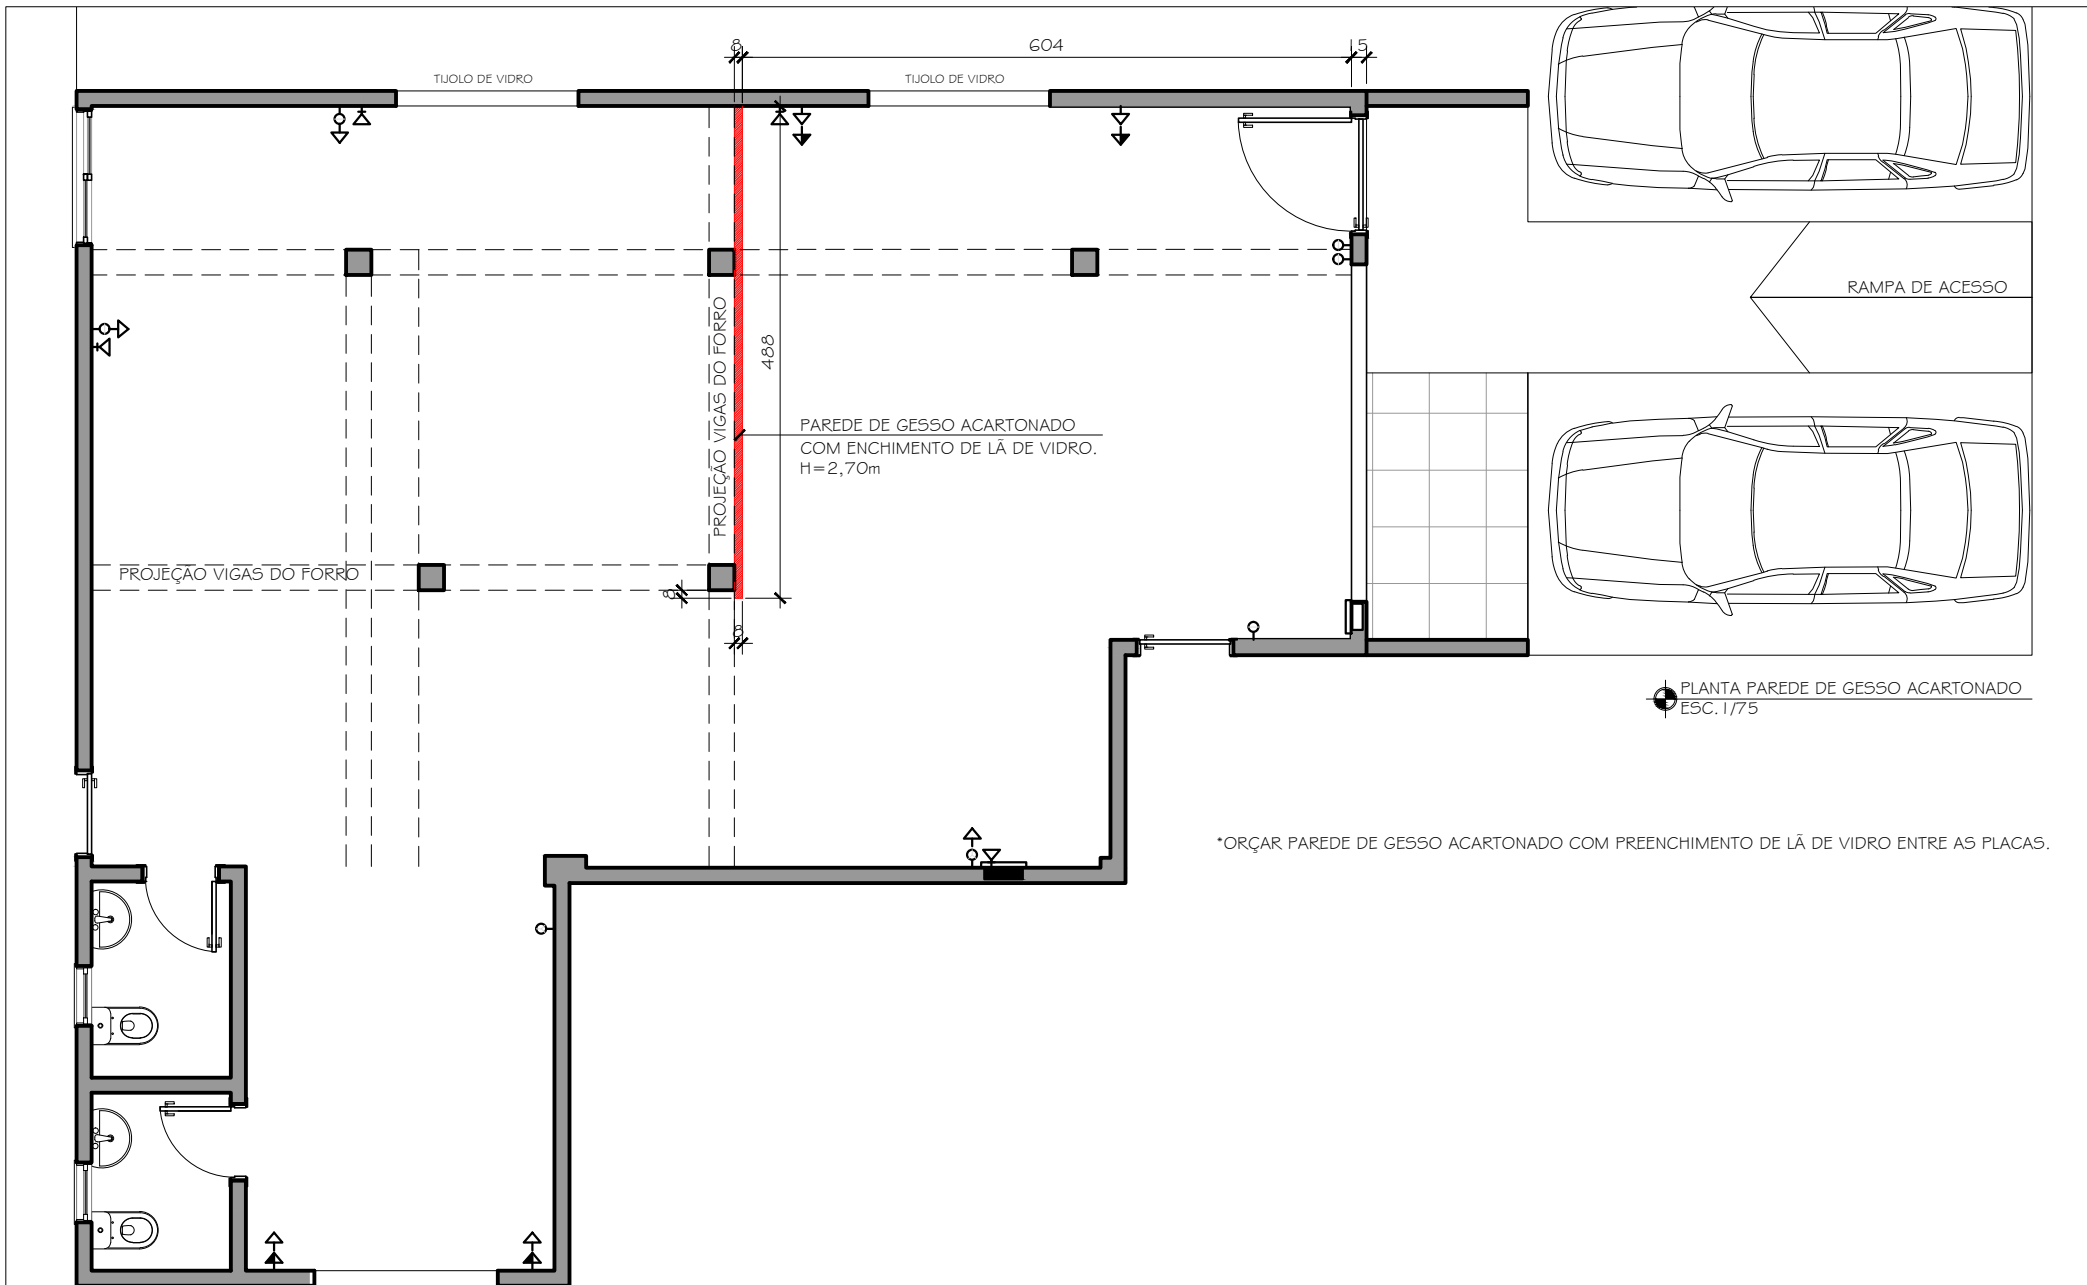 8
604
15
TIJOLO DE VIDRO
TIJOLO DE VIDRO
RAMPA DE ACESSO
PROJEÇÃO VIGAS DO FORRO
488
PAREDE DE GESSO ACARTONADO
COM ENCHIMENTO DE LÃ DE VIDRO.
H=2,70m
PROJEÇÃO VIGAS DO FORRO
8
8
PLANTA PAREDE DE GESSO ACARTONADO
ESC.1/75
*ORÇAR PAREDE DE GESSO ACARTONADO COM PREENCHIMENTO DE LÃ DE VIDRO ENTRE AS PLACAS.